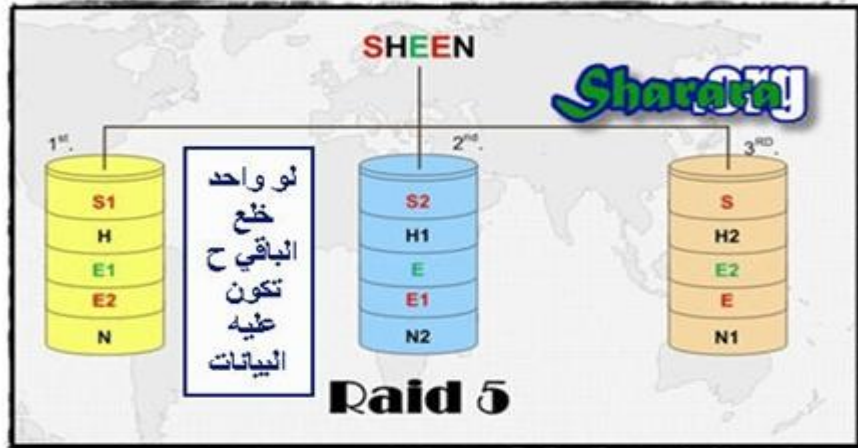 SHEEN
Sharara.org
1st.
2nd.
3RD.
S1
H
E1
E2
N
لو واحد
خلع
الباقي ح
تكون
عليه
البيانات
S2
H1
E
E1
N2
S
H2
E2
E
N1
Raid 5